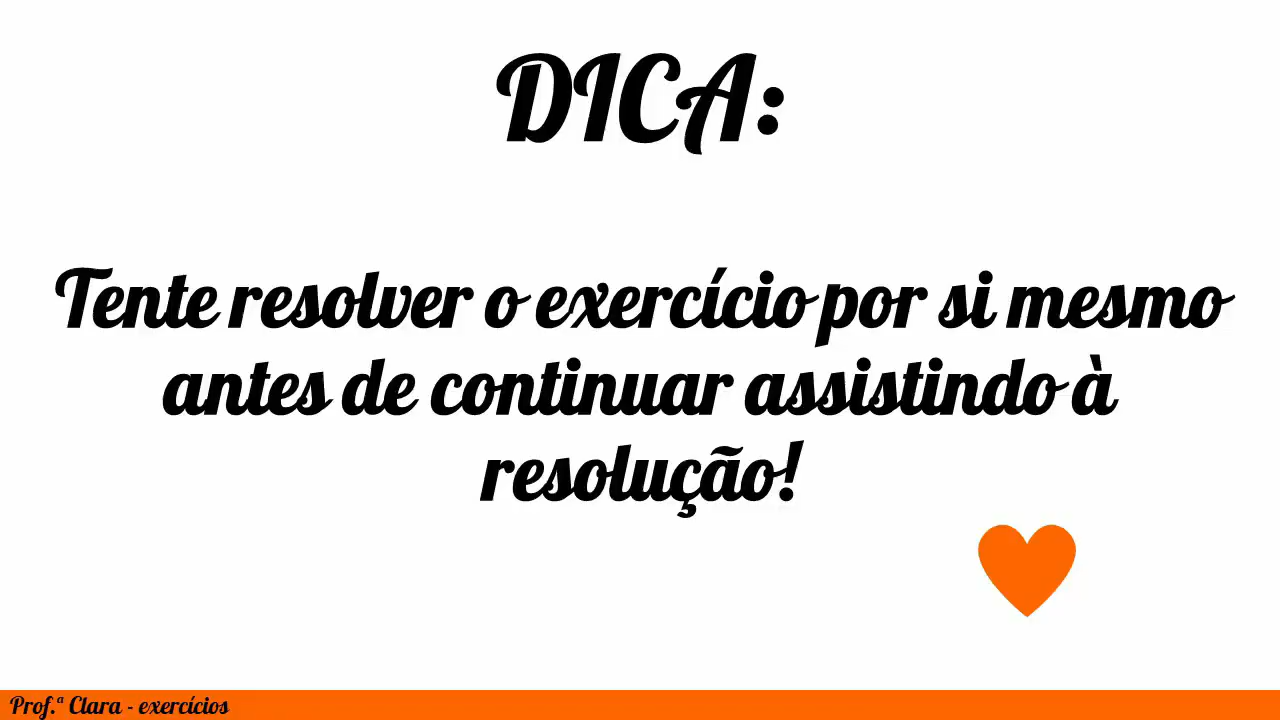 DICA:
Tente resolver o exercício por si mesmo
antes de continuar assistindo à
resolução!
Prof.ª Clara - exercícios